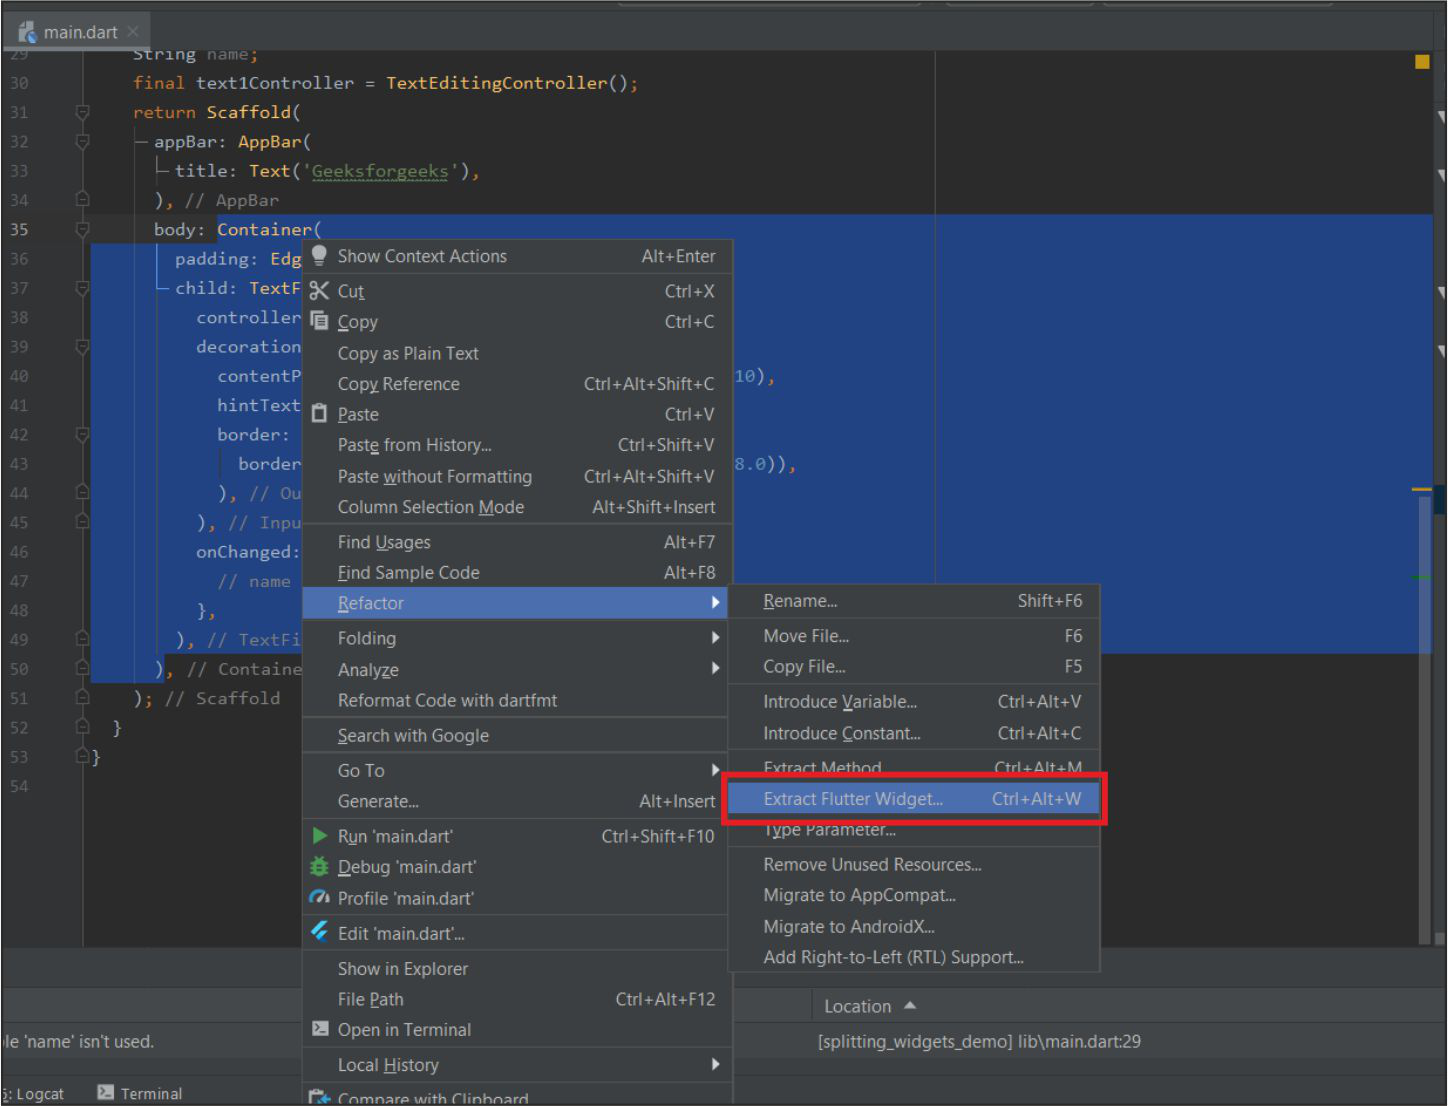 main.dart
29 String name;
30 final text1Controller = TextEditingController();
31 return Scaffold(
32 appBar: AppBar(
33 title: Text('Geeksforgeeks'),
34 ), // AppBar
35 body: Container(
36 padding: Edg
37 child: TextF
38 controller
39 decoration
40 contentP 10),
41 hintText
42 border:
43 border 8.0)),
44 ), // Ou
45 ), // Inpu
46 onChanged:
47 // name
48 },
49 ), // TextFi
50 ), // Containe
51 ); // Scaffold
52 }
53 }
54
Show Context Actions Alt+Enter
Cut Ctrl+X
Copy Ctrl+C
Copy as Plain Text
Copy Reference Ctrl+Alt+Shift+C
Paste Ctrl+V
Paste from History... Ctrl+Shift+V
Paste without Formatting Ctrl+Alt+Shift+V
Column Selection Mode Alt+Shift+Insert
Find Usages Alt+F7
Find Sample Code Alt+F8
Refactor
Folding
Analyze
Reformat Code with dartfmt
Search with Google
Go To
Generate... Alt+Insert
Run 'main.dart' Ctrl+Shift+F10
Debug 'main.dart'
Profile 'main.dart'
Edit 'main.dart'...
Show in Explorer
File Path Ctrl+Alt+F12
Open in Terminal
Local History
Compare with Clipboard
Rename... Shift+F6
Move File... F6
Copy File... F5
Introduce Variable... Ctrl+Alt+V
Introduce Constant... Ctrl+Alt+C
Extract Method Ctrl+Alt+M
Extract Flutter Widget... Ctrl+Alt+W
Type Parameter...
Remove Unused Resources...
Migrate to AppCompat...
Migrate to AndroidX...
Add Right-to-Left (RTL) Support...
Location
le 'name' isn't used. [splitting_widgets_demo] lib\main.dart:29
6: Logcat Terminal